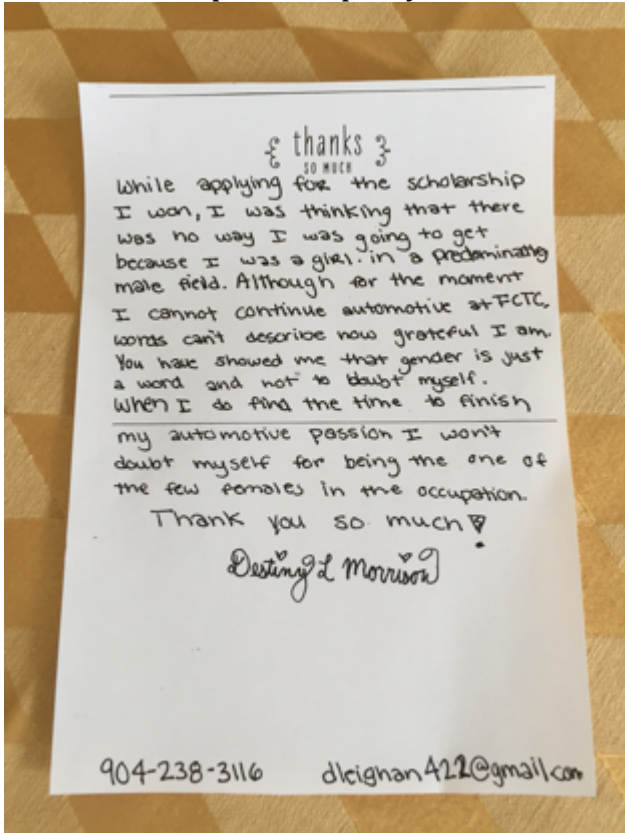 { thanks }
SO MUCH
While applying for the scholarship
I won, I was thinking that there
was no way I was going to get
because I was a girl. in a predominately
male field. Although for the moment
I cannot continue automotive at FCTC,
words can't describe how grateful I am.
You have showed me that gender is just
a word and not to doubt myself.
When I do find the time to finish
my automotive passion I won't
doubt myself for being the one of
the few females in the occupation.
Thank you so much!
Destiny L Morrison
904-238-3116 dleighan422@gmail.com